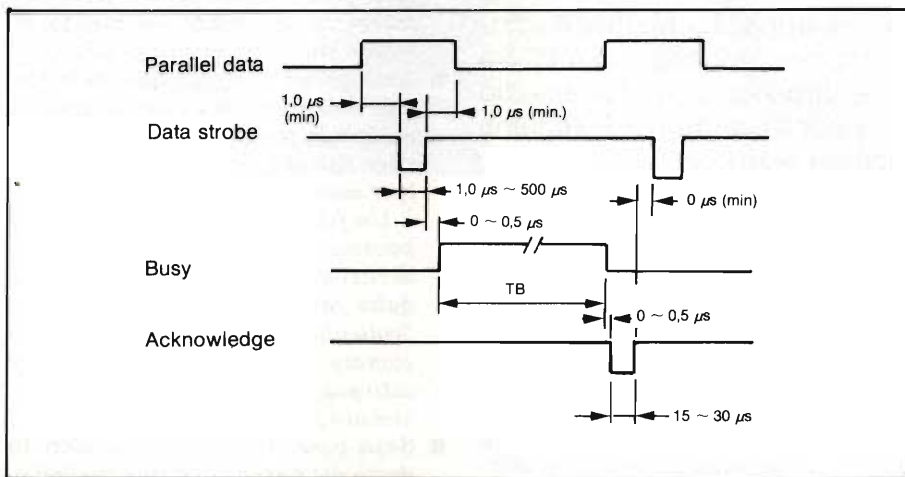 Parallel data
1,0 µs
(min)
1,0 µs (min.)
Data strobe
1,0 µs ~ 500 µs
0 µs (min)
0 ~ 0,5 µs
Busy
TB
0 ~ 0,5 µs
Acknowledge
15 ~ 30 µs